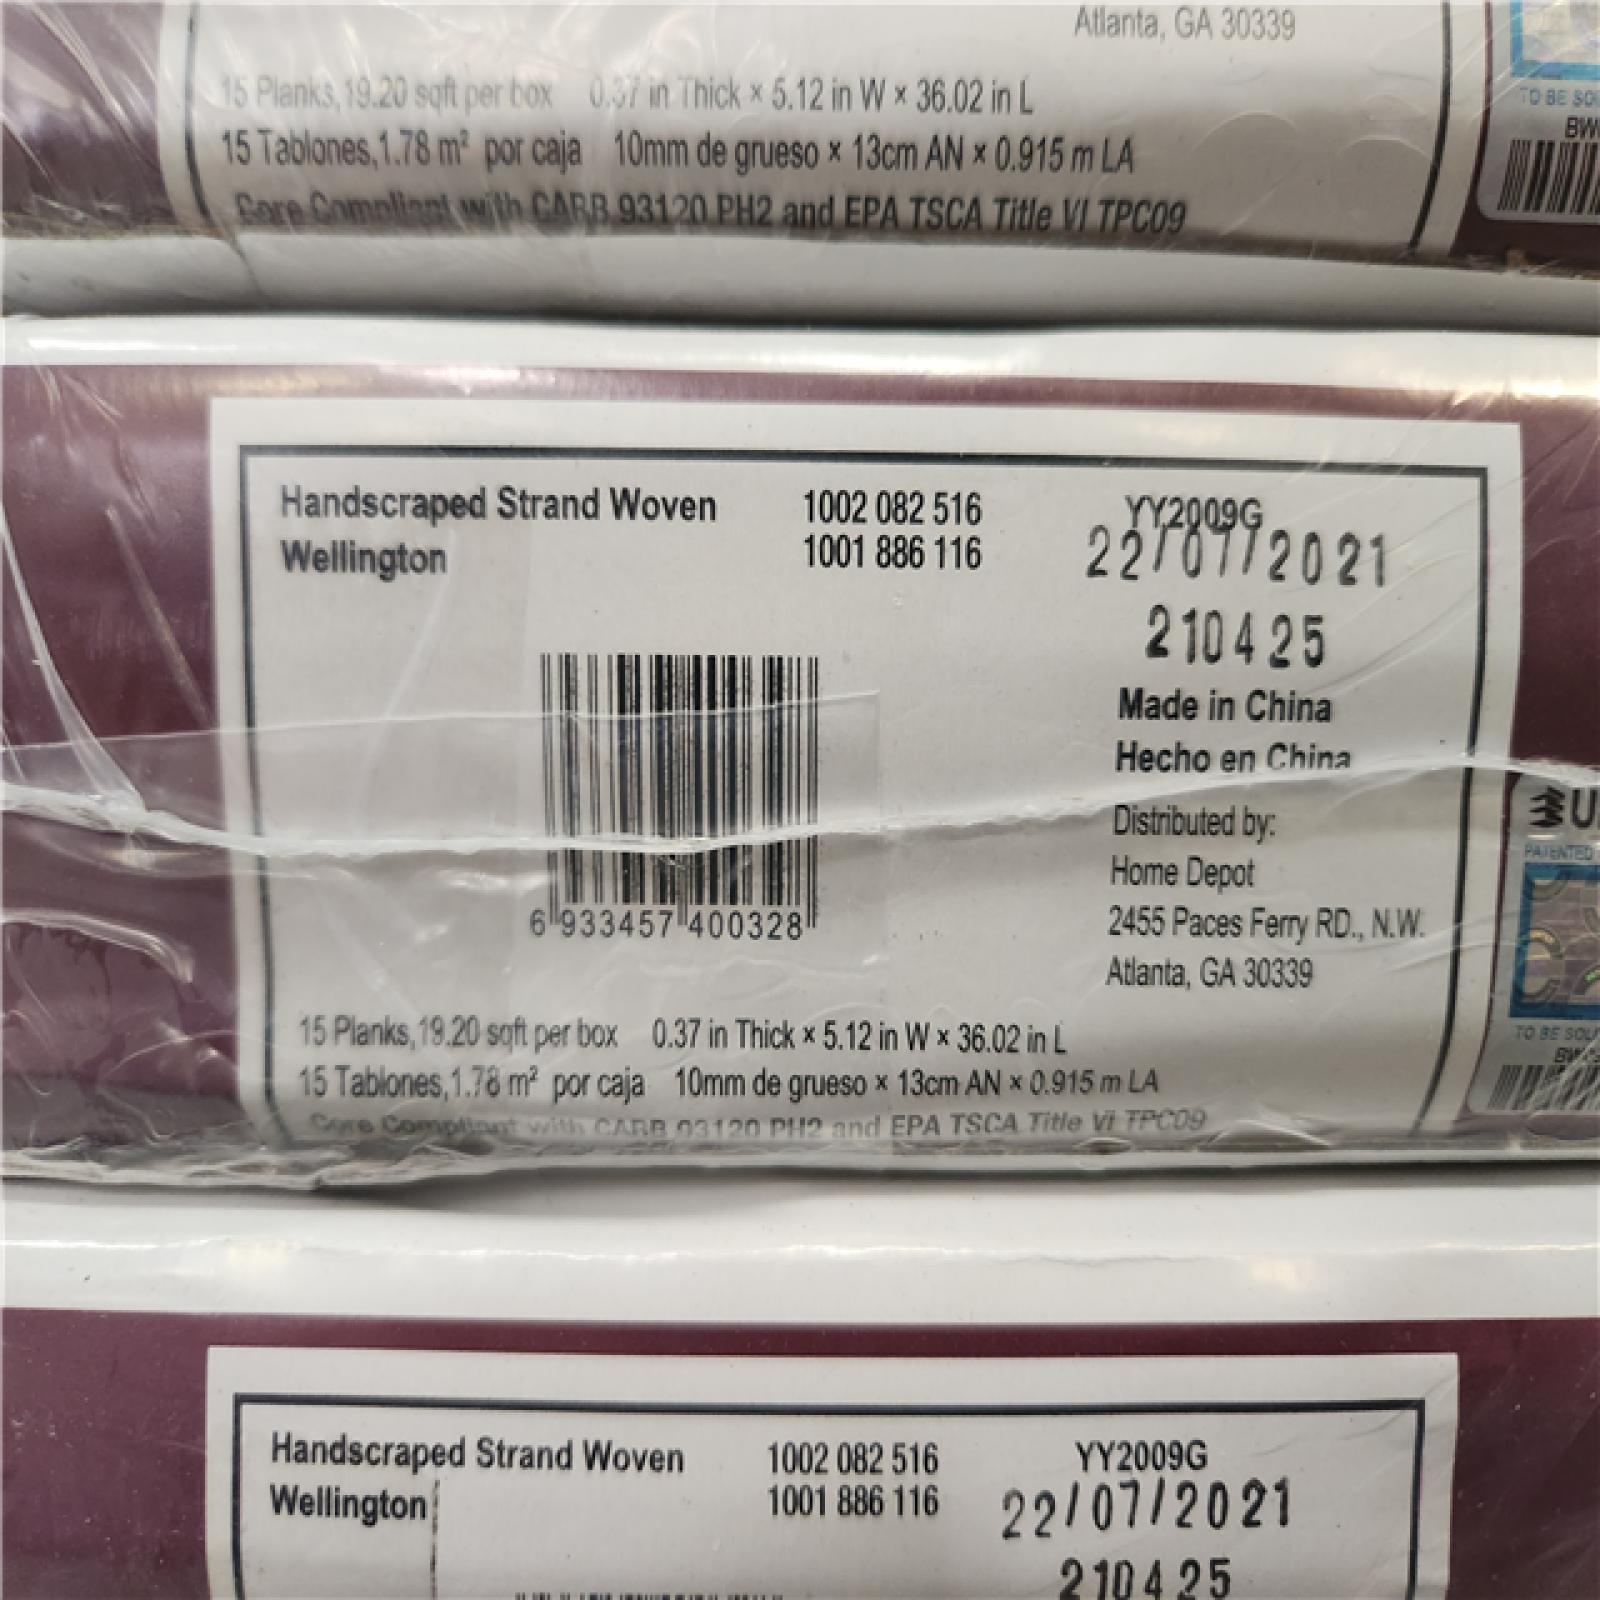 Atlanta, GA 30339
15 Planks,19.20 sqft per box 0.37 in Thick × 5.12 in W × 36.02 in L
15 Tablones,1.78 m² por caja 10mm de grueso × 13cm AN × 0.915 m LA
Core Compliant with CARB 93120 PH2 and EPA TSCA Title VI TPC09
TO BE
Handscraped Strand Woven 1002 082 516 YY2009G
Wellington 1001 886 116 22/07/2021
210425
Made in China
Hecho en China
Distributed by:
Home Depot
2455 Paces Ferry RD., N.W.
Atlanta, GA 30339
6 933457 400328
PATENTED
TO BE
15 Planks,19.20 sqft per box 0.37 in Thick × 5.12 in W × 36.02 in L
15 Tablones,1.78 m² por caja 10mm de grueso × 13cm AN × 0.915 m LA
Core Compliant with CARB 93120 PH2 and EPA TSCA Title VI TPC09
Handscraped Strand Woven 1002 082 516 YY2009G
Wellington 1001 886 116 22/07/2021
210425